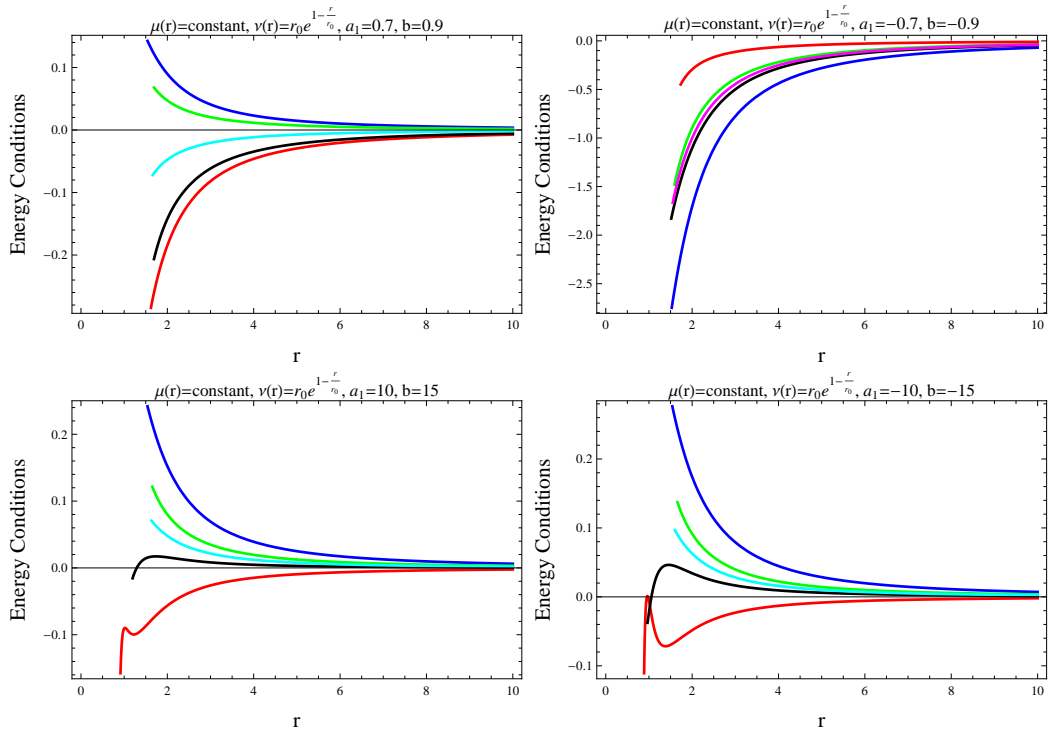 μ(r)=constant, ν(r)=r₀e^{1−r/r₀}, a₁=0.7, b=0.9
Energy Conditions
0.1
0.0
−0.1
−0.2
0 2 4 6 8 10
r
μ(r)=constant, ν(r)=r₀e^{1−r/r₀}, a₁=−0.7, b=−0.9
Energy Conditions
0.0
−0.5
−1.0
−1.5
−2.0
−2.5
0 2 4 6 8 10
r
μ(r)=constant, ν(r)=r₀e^{1−r/r₀}, a₁=10, b=15
Energy Conditions
0.2
0.1
0.0
−0.1
0 2 4 6 8 10
r
μ(r)=constant, ν(r)=r₀e^{1−r/r₀}, a₁=−10, b=−15
Energy Conditions
0.2
0.1
0.0
−0.1
0 2 4 6 8 10
r